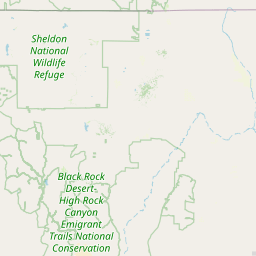 Sheldon
National
Wildlife
Refuge
Black Rock
Desert-
High Rock
Canyon
Emigrant
Trails National
Conservation